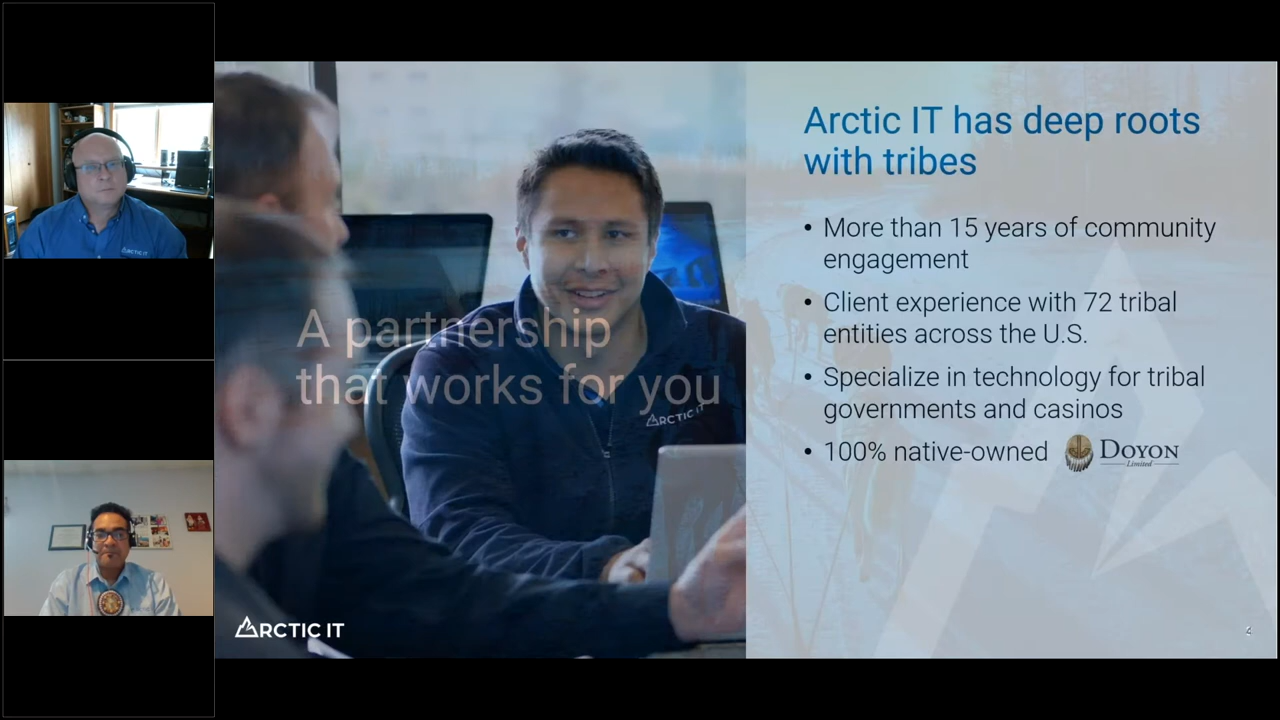 Arctic IT has deep roots
with tribes
• More than 15 years of community
engagement
• Client experience with 72 tribal
entities across the U.S.
• Specialize in technology for tribal
governments and casinos
• 100% native-owned
DOYON
Limited
A partnership
that works for you
ARCTIC IT
ARCTIC IT
ARCTIC IT